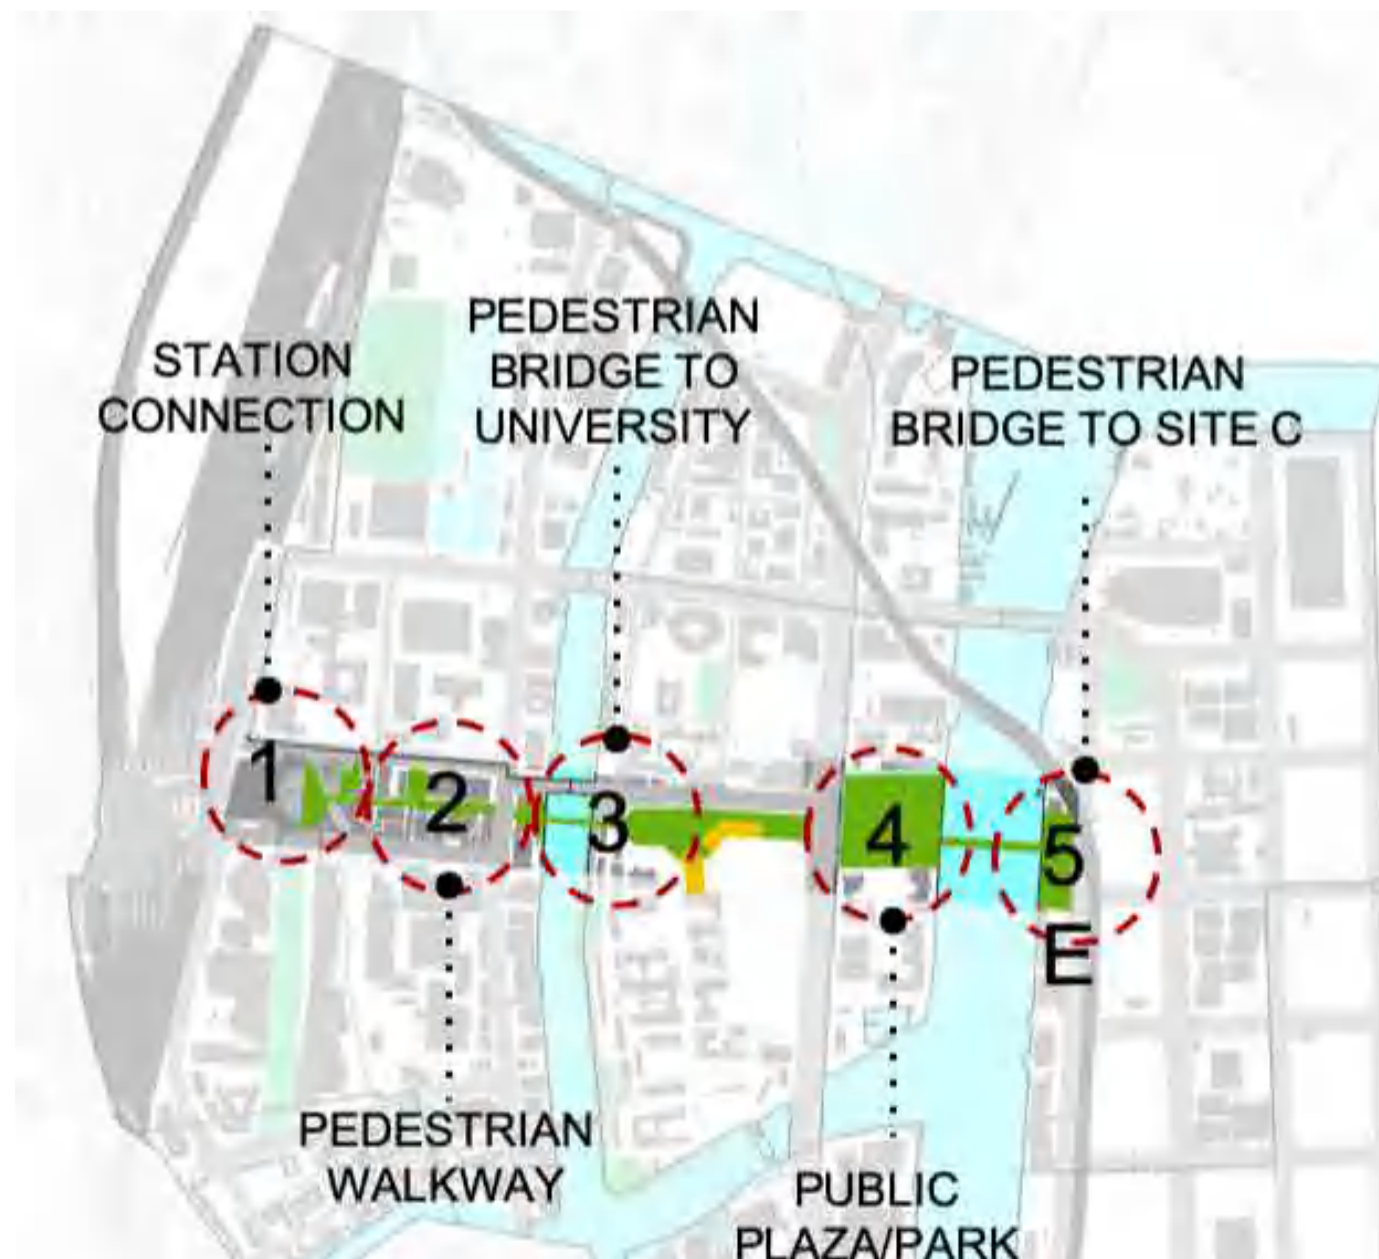 PEDESTRIAN
BRIDGE TO
UNIVERSITY
STATION
CONNECTION
PEDESTRIAN
BRIDGE TO SITE C
1
2
3
4
5
E
PEDESTRIAN
WALKWAY
PUBLIC
PLAZA/PARK